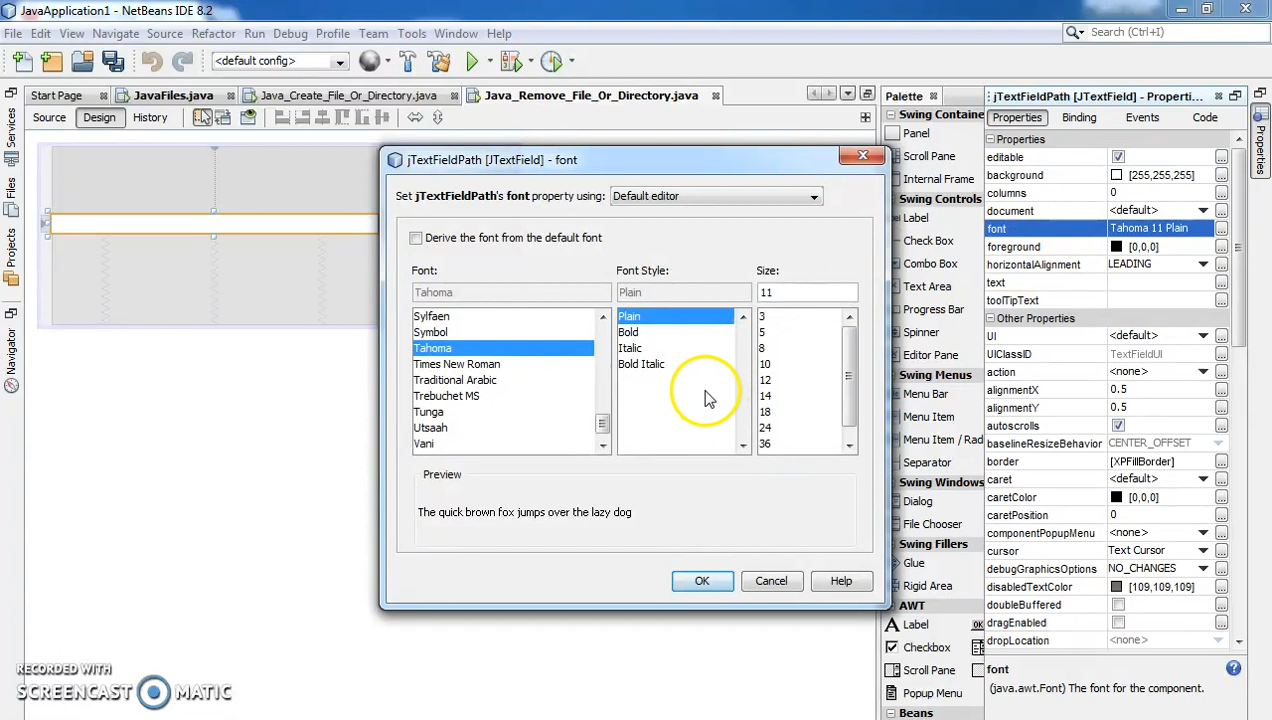 JavaApplication1 - NetBeans IDE 8.2
File Edit View Navigate Source Refactor Run Debug Profile Team Tools Window Help
Search (Ctrl+I)
<default config>
Start Page
JavaFiles.java
Java_Create_File_Or_Directory.java
Java_Remove_File_Or_Directory.java
Source Design History
Services
Files
Projects
Navigator
jTextFieldPath [JTextField] - font
Set jTextFieldPath's font property using: Default editor
Derive the font from the default font
Font: Font Style: Size:
Tahoma Plain 11
Sylfaen Plain 3
Symbol Bold 5
Tahoma Italic 8
Times New Roman Bold Italic 10
Traditional Arabic 12
Trebuchet MS 14
Tunga 18
Utsaah 24
Vani 36
Preview
The quick brown fox jumps over the lazy dog
OK Cancel Help
Palette
Swing Container
Panel
Scroll Pane
Internal Frame
Swing Controls
Label
Check Box
Combo Box
Text Area
Progress Bar
Spinner
Editor Pane
Swing Menus
Menu Bar
Menu Item
Menu Item / Rad
Separator
Swing Windows
Dialog
File Chooser
Swing Fillers
Glue
Rigid Area
AWT
Label
Checkbox
Scroll Pane
Popup Menu
Beans
jTextFieldPath [JTextField] - Properti...
Properties Binding Events Code
Properties
editable
background [255,255,255]
columns 0
document <default>
font Tahoma 11 Plain
foreground [0,0,0]
horizontalAlignment LEADING
text
toolTipText
Other Properties
UI <default>
UIClassID TextFieldUI
action <none>
alignmentX 0.5
alignmentY 0.5
autoscrolls
baselineResizeBehavior CENTER_OFFSET
border [XPFillBorder]
caret <default>
caretColor [0,0,0]
caretPosition 0
componentPopupMenu <none>
cursor Text Cursor
debugGraphicsOptions NO_CHANGES
disabledTextColor [109,109,109]
doubleBuffered
dragEnabled
dropLocation <none>
font
(java.awt.Font) The font for the component.
Properties
RECORDED WITH
SCREENCAST MATIC